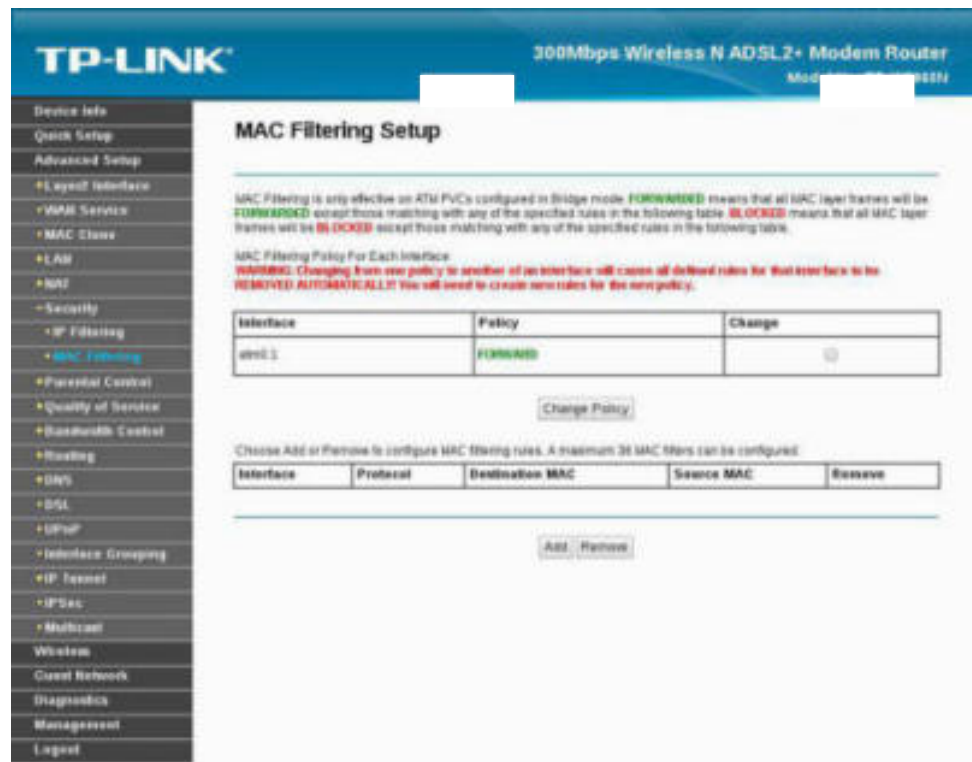 TP-LINK
300Mbps Wireless N ADSL2+ Modem Router
Device Info
Quick Setup
Advanced Setup
Layer2 Interface
WAN Service
MAC Clone
LAN
NAT
Security
IP Filtering
MAC Filtering
Parental Control
Quality of Service
Bandwidth Control
Routing
DNS
DSL
UPnP
Interface Grouping
IP Tunnel
IPSec
Multicast
Wireless
Guest Network
Diagnostics
Management
Logout
MAC Filtering Setup
MAC Filtering is only effective on ATM PVCs configured in Bridge mode. FORWARDED means that all MAC layer frames will be
FORWARDED except those matching with any of the specified rules in the following table. BLOCKED means that all MAC layer
frames will be BLOCKED except those matching with any of the specified rules in the following table.
MAC Filtering Policy For Each Interface
WARNING: Changing from one policy to another of an interface will cause all defined rules for that interface to be
REMOVED AUTOMATICALLY! You will need to create new rules for the new policy.
Interface Policy Change
atm0.1 FORWARD
Change Policy
Choose Add or Remove to configure MAC filtering rules. A maximum 36 MAC filters can be configured:
Interface Protocol Destination MAC Source MAC Remove
Add Remove